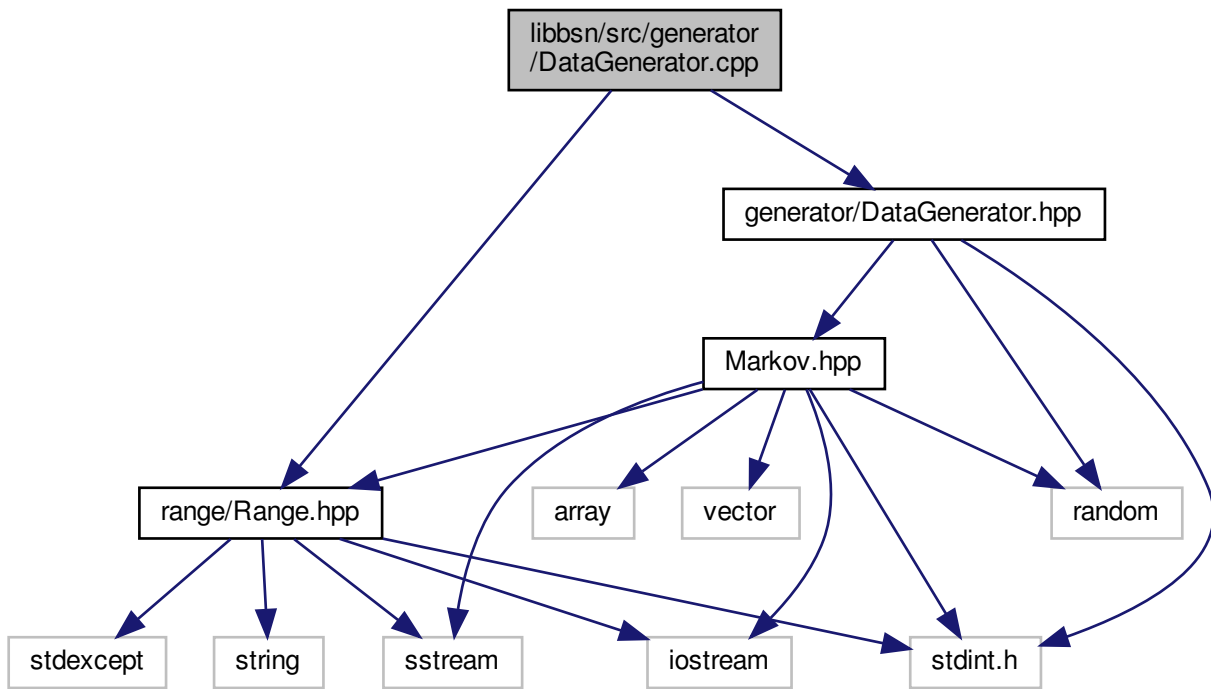 libbsn/src/generator
/DataGenerator.cpp
generator/DataGenerator.hpp
Markov.hpp
range/Range.hpp
array
vector
random
stdexcept
string
sstream
iostream
stdint.h